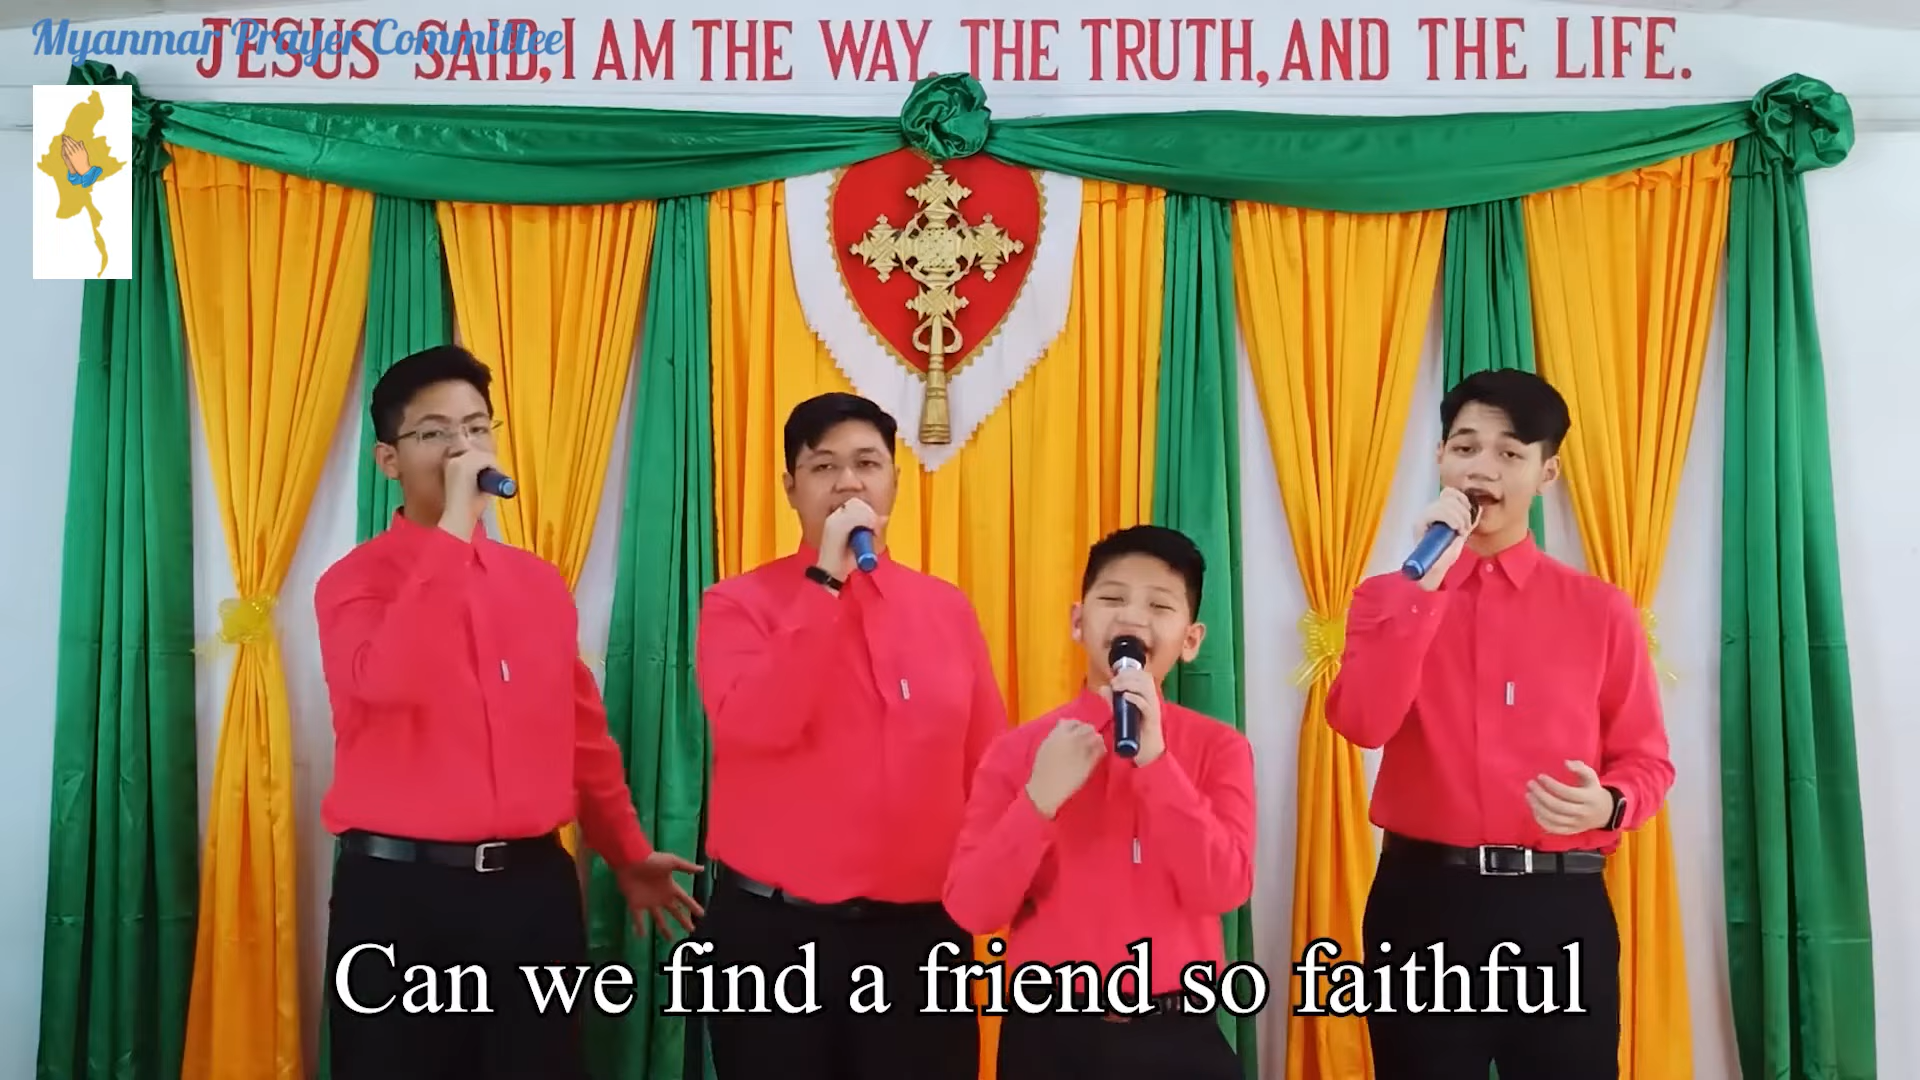 Myanmar Prayer Committee
JESUS SAID, I AM THE WAY, THE TRUTH, AND THE LIFE.
Can we find a friend so faithful